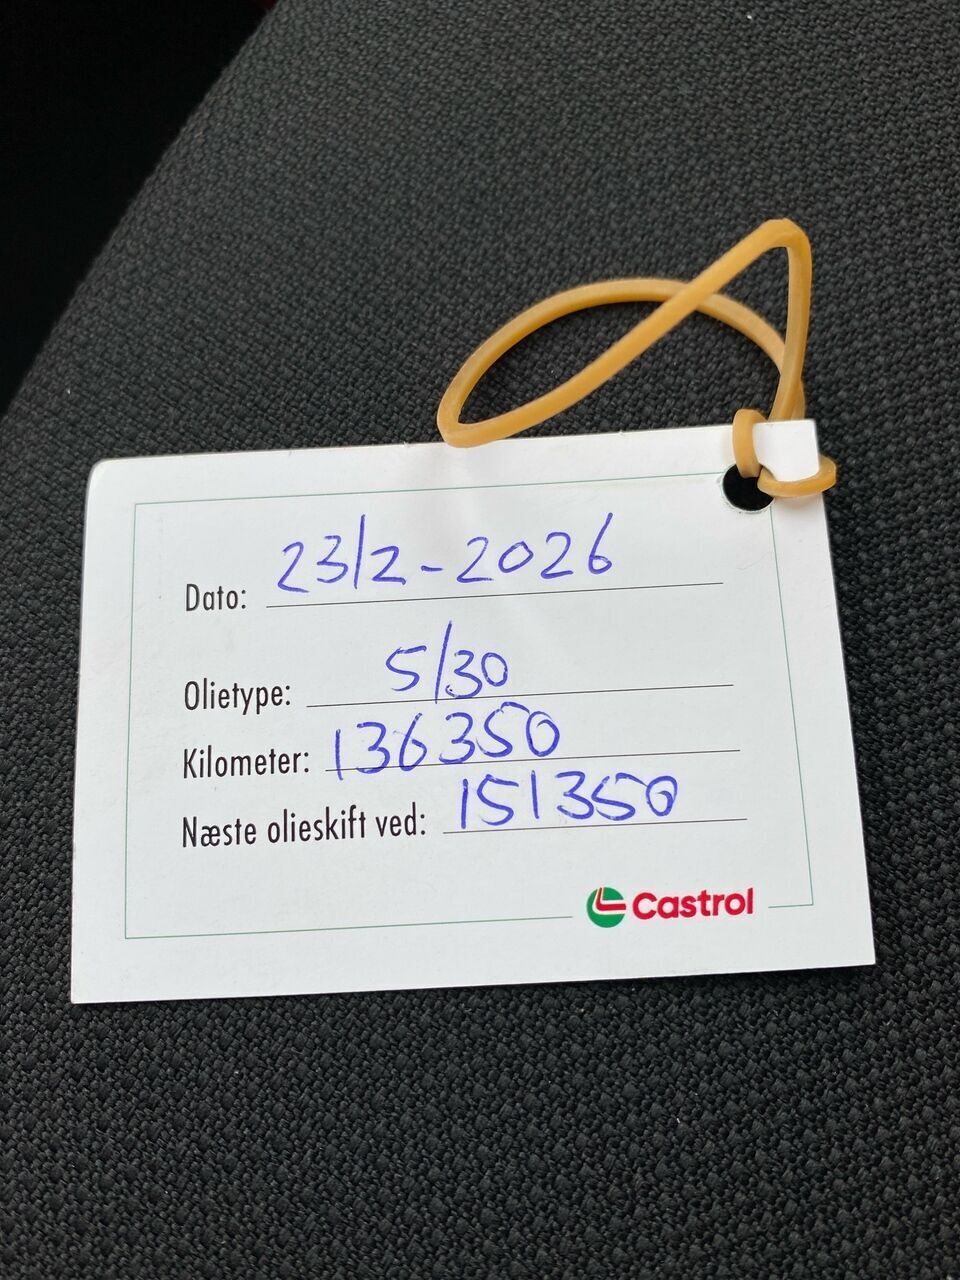 Dato: 23/2-2026
Olietype: 5/30
Kilometer: 136350
Næste olieskift ved: 151350
Castrol